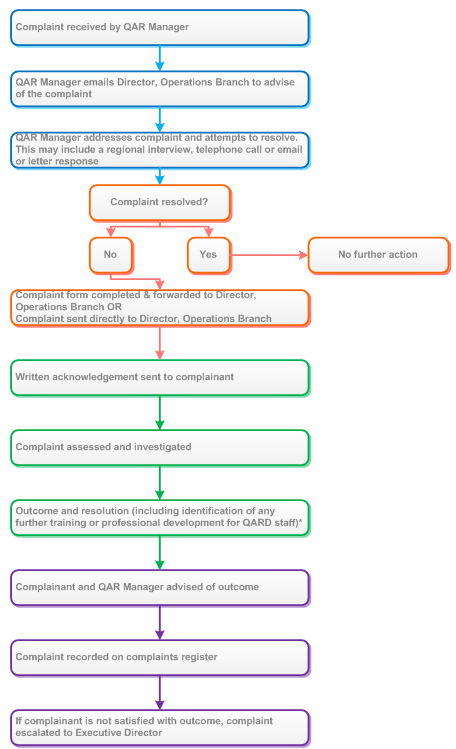 Complaint received by QAR Manager
QAR Manager emails Director, Operations Branch to advise
of the complaint
QAR Manager addresses complaint and attempts to resolve.
This may include a regional interview, telephone call or email
or letter response
Complaint resolved?
No
Yes
No further action
Complaint form completed & forwarded to Director,
Operations Branch OR
Complaint sent directly to Director, Operations Branch
Written acknowledgement sent to complainant
Complaint assessed and investigated
Outcome and resolution (including identification of any
further training or professional development for QARD staff)*
Complainant and QAR Manager advised of outcome
Complaint recorded on complaints register
If complainant is not satisfied with outcome, complaint
escalated to Executive Director